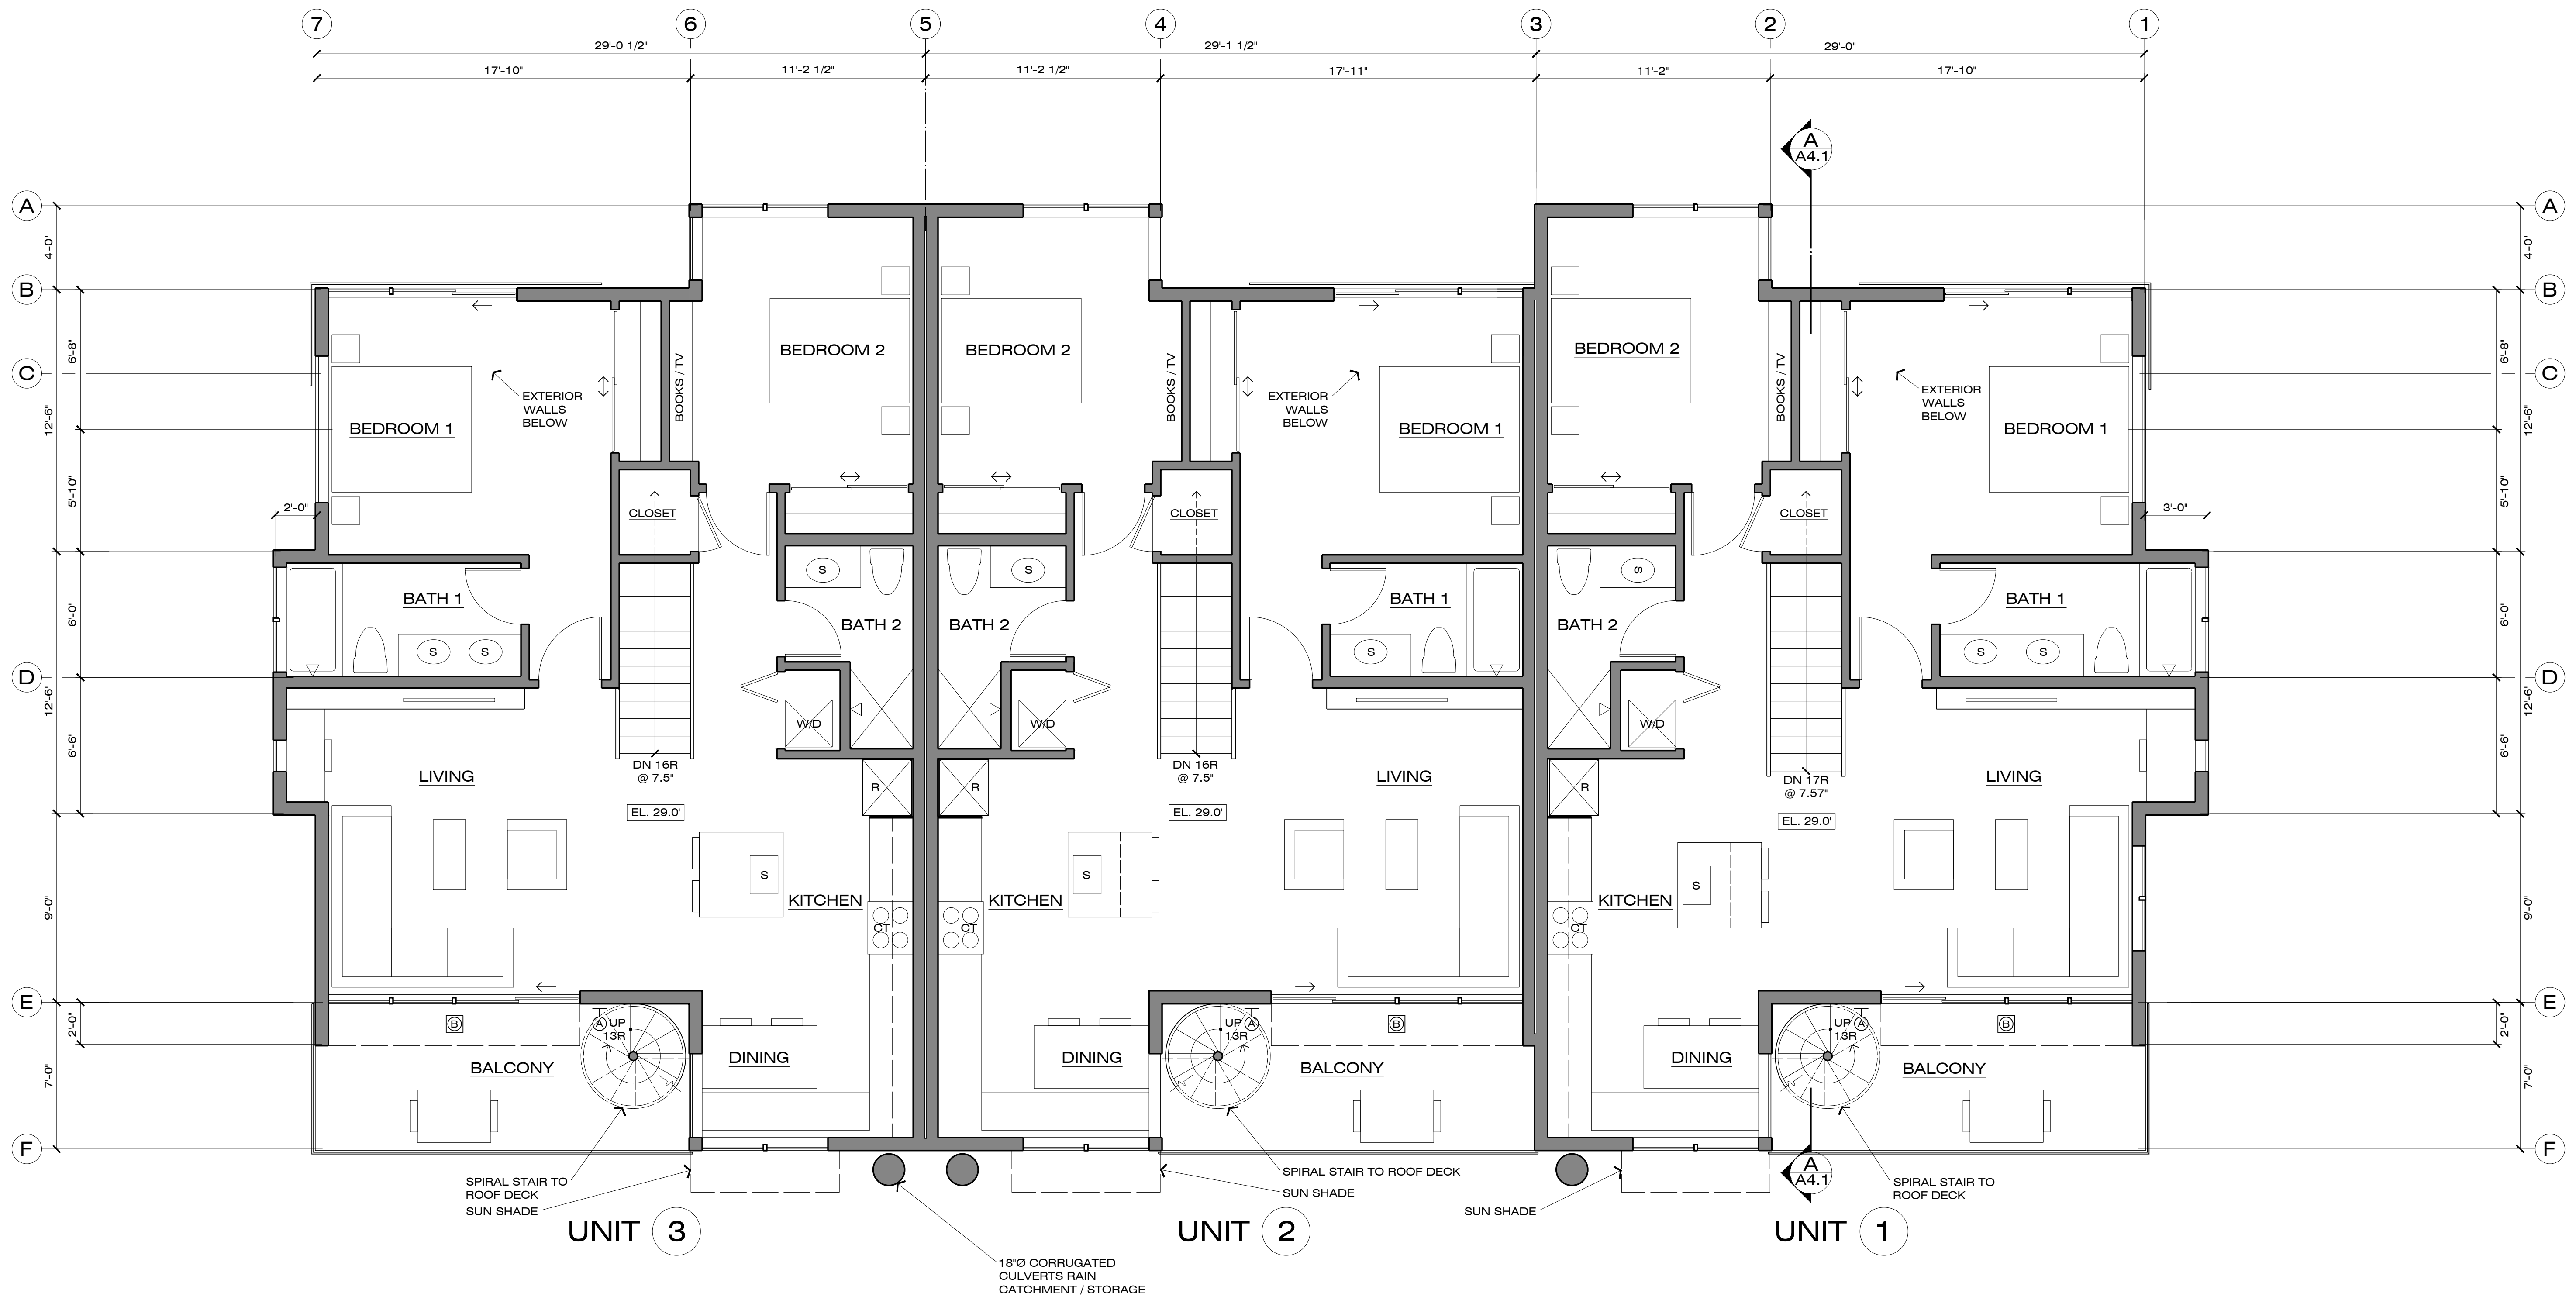 7 6 5 4 3 2 1
29'-0 1/2" 29'-1 1/2" 29'-0"
17'-10" 11'-2 1/2" 11'-2 1/2" 17'-11" 11'-2" 17'-10"
A
A4.1
A A
4'-0" 4'-0"
B B
6'-8" 6'-8"
BEDROOM 2 BEDROOM 2 BEDROOM 2
BOOKS / TV BOOKS / TV BOOKS / TV
C C
EXTERIOR
WALLS
BELOW
EXTERIOR
WALLS
BELOW
EXTERIOR
WALLS
BELOW
12'-6" 12'-6"
BEDROOM 1 BEDROOM 1 BEDROOM 1
5'-10" 5'-10"
2'-0" CLOSET CLOSET CLOSET 3'-0"
S S S
BATH 1 BATH 1 BATH 1
6'-0" 6'-0"
BATH 2 BATH 2 BATH 2
S S S S S
D D
12'-6" 12'-6"
W/D W/D W/D
6'-6" 6'-6"
DN 16R
@ 7.5"
DN 16R
@ 7.5"
DN 17R
@ 7.57"
LIVING LIVING LIVING
R R R
EL. 29.0' EL. 29.0' EL. 29.0'
S S S
KITCHEN KITCHEN KITCHEN
9'-0" 9'-0"
CT CT CT
E E
2'-0" 2'-0"
B A UP
13R
UP A
13R
B
UP A
13R
B
DINING DINING DINING
BALCONY BALCONY BALCONY
7'-0" 7'-0"
F F
A
A4.1
SPIRAL STAIR TO
ROOF DECK
SUN SHADE
SPIRAL STAIR TO ROOF DECK
SUN SHADE
SUN SHADE
SPIRAL STAIR TO
ROOF DECK
UNIT 3 UNIT 2 UNIT 1
18"Ø CORRUGATED
CULVERTS RAIN
CATCHMENT / STORAGE